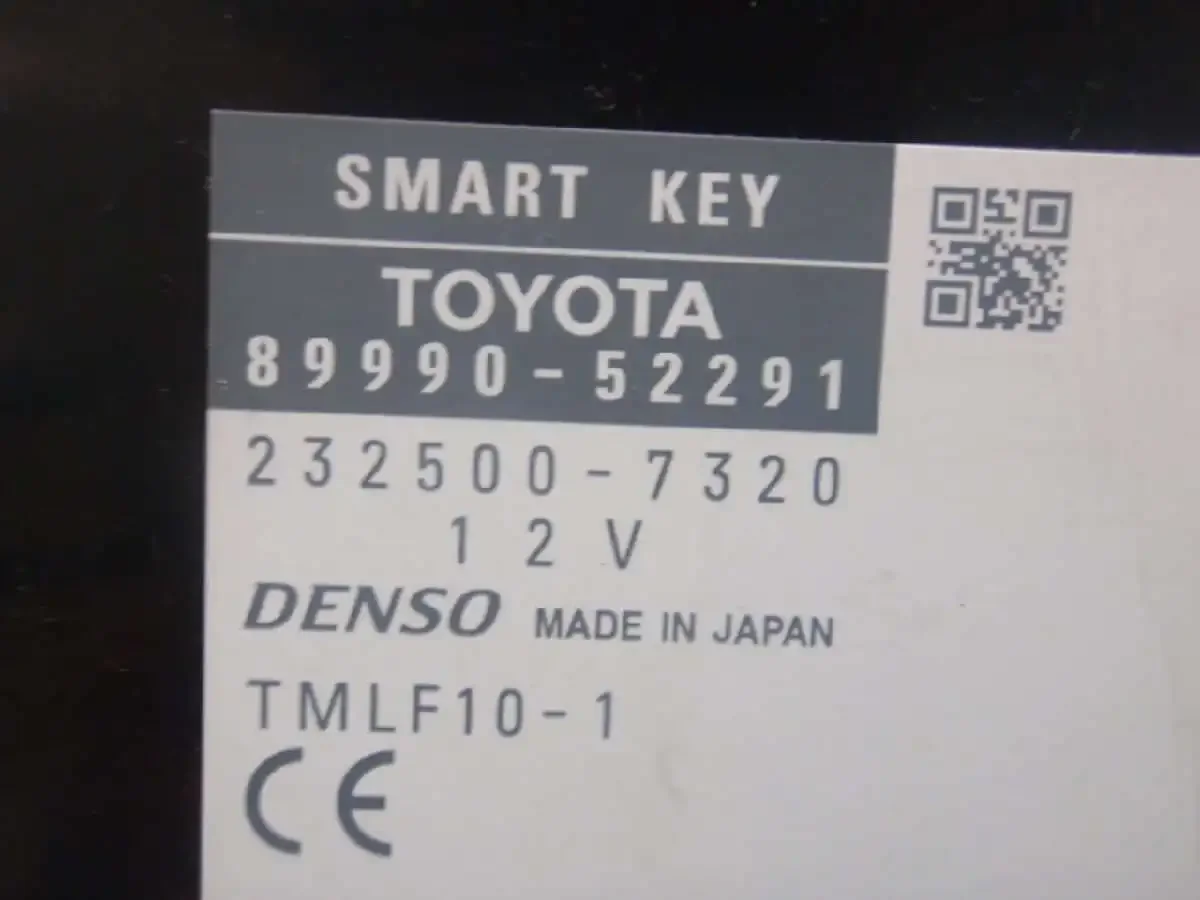 SMART KEY
TOYOTA
89990-52291
232500-7320
12V
DENSO MADE IN JAPAN
TMLF10-1
CE